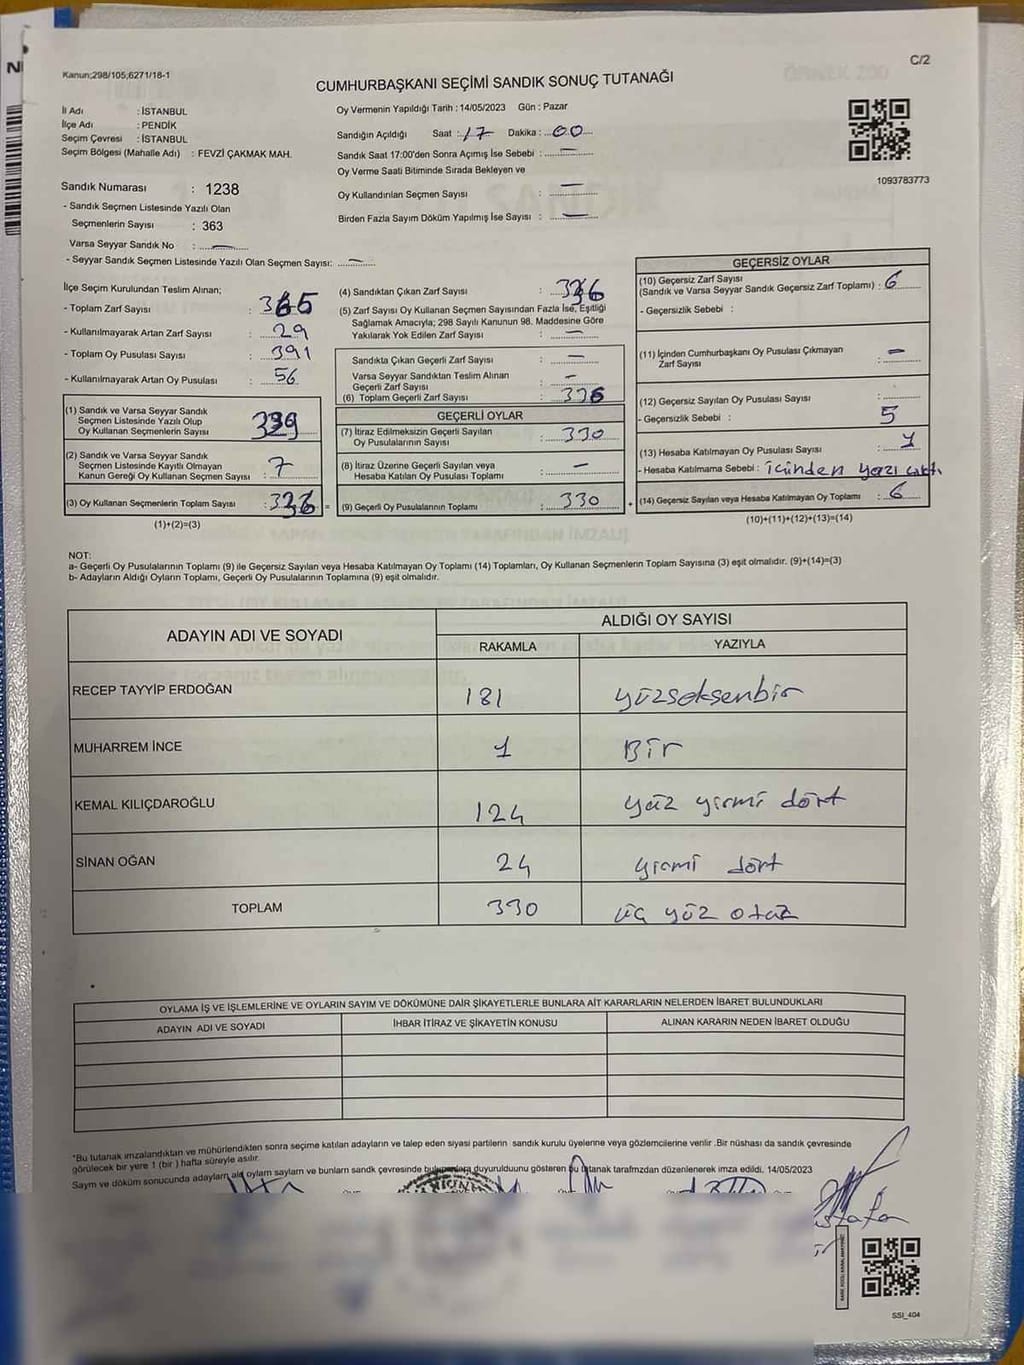 Kanun;298/105;6271/18-1
C/2
CUMHURBAŞKANI SEÇİMİ SANDIK SONUÇ TUTANAĞI
İl Adı : İSTANBUL
İlçe Adı : PENDİK
Seçim Çevresi : İSTANBUL
Seçim Bölgesi (Mahalle Adı) : FEVZİ ÇAKMAK MAH.
Sandık Numarası : 1238
- Sandık Seçmen Listesinde Yazılı Olan
Seçmenlerin Sayısı : 363
Varsa Seyyar Sandık No : —
- Seyyar Sandık Seçmen Listesinde Yazılı Olan Seçmen Sayısı: —
Oy Vermenin Yapıldığı Tarih : 14/05/2023 Gün : Pazar
Sandığın Açıldığı Saat : 17 Dakika : 00
Sandık Saat 17:00'den Sonra Açımış İse Sebebi : —
Oy Verme Saati Bitiminde Sırada Bekleyen ve
Oy Kullandırılan Seçmen Sayısı : —
Birden Fazla Sayım Döküm Yapılmış İse Sayısı : —
1093783773
İlçe Seçim Kurulundan Teslim Alınan;
- Toplam Zarf Sayısı : 365
- Kullanılmayarak Artan Zarf Sayısı : 29
- Toplam Oy Pusulası Sayısı : 391
- Kullanılmayarak Artan Oy Pusulası : 56
(1) Sandık ve Varsa Seyyar Sandık
Seçmen Listesinde Yazılı Olup
Oy Kullanan Seçmenlerin Sayısı
(2) Sandık ve Varsa Seyyar Sandık
Seçmen Listesinde Kayıtlı Olmayan
Kanun Gereği Oy Kullanan Seçmen Sayısı : 7
(3) Oy Kullanan Seçmenlerin Toplam Sayısı : =
(1)+(2)=(3)
(4) Sandıktan Çıkan Zarf Sayısı : 336
(5) Zarf Sayısı Oy Kullanan Seçmen Sayısından Fazla İse, Eşitliği
Sağlamak Amacıyla; 298 Sayılı Kanunun 98. Maddesine Göre
Yakılarak Yok Edilen Zarf Sayısı : —
Sandıkta Çıkan Geçerli Zarf Sayısı : —
Varsa Seyyar Sandıktan Teslim Alınan
Geçerli Zarf Sayısı : —
(6) Toplam Geçerli Zarf Sayısı : 336
GEÇERLİ OYLAR
(7) İtiraz Edilmeksizin Geçerli Sayılan
Oy Pusulalarının Sayısı : 330
(8) İtiraz Üzerine Geçerli Sayılan veya
Hesaba Katılan Oy Pusulası Toplamı : —
(9) Geçerli Oy Pusulalarının Toplamı : 330 +
GEÇERSİZ OYLAR
(10) Geçersiz Zarf Sayısı
(Sandık ve Varsa Seyyar Sandık Geçersiz Zarf Toplamı) : 6
- Geçersizlik Sebebi :
(11) İçinden Cumhurbaşkanı Oy Pusulası Çıkmayan
Zarf Sayısı : —
(12) Geçersiz Sayılan Oy Pusulası Sayısı :
- Geçersizlik Sebebi : 5
(13) Hesaba Katılmayan Oy Pusulası Sayısı : 1
- Hesaba Katılmama Sebebi : içinden yazı çıktı
(14) Geçersiz Sayılan veya Hesaba Katılmayan Oy Toplamı : 6
(10)+(11)+(12)+(13)=(14)
NOT:
a- Geçerli Oy Pusulalarının Toplamı (9) ile Geçersiz Sayılan veya Hesaba Katılmayan Oy Toplamı (14) Toplamları, Oy Kullanan Seçmenlerin Toplam Sayısına (3) eşit olmalıdır. (9)+(14)=(3)
b- Adayların Aldığı Oyların Toplamı, Geçerli Oy Pusulalarının Toplamına (9) eşit olmalıdır.
ADAYIN ADI VE SOYADI
ALDIĞI OY SAYISI
RAKAMLA YAZIYLA
RECEP TAYYİP ERDOĞAN 181 yüzseksenbir
MUHARREM İNCE 1 Bir
KEMAL KILIÇDAROĞLU 124 yüz yirmi dört
SİNAN OĞAN 24 yirmi dört
TOPLAM 330 üç yüz otuz
OYLAMA İŞ VE İŞLEMLERİNE VE OYLARIN SAYIM VE DÖKÜMÜNE DAİR ŞİKAYETLERLE BUNLARA AİT KARARLARIN NELERDEN İBARET BULUNDUKLARI
ADAYIN ADI VE SOYADI İHBAR İTİRAZ VE ŞİKAYETİN KONUSU ALINAN KARARIN NEDEN İBARET OLDUĞU
*Bu tutanak imzalandıktan ve mühürlendikten sonra seçime katılan adayların ve talep eden siyasi partilerin sandık kurulu üyelerine veya gözlemcilerine verilir .Bir nüshası da sandık çevresinde
görülecek bir yere 1 (bir ) hafta süreyle asılır.
Sayım ve döküm sonucunda adayların aldığı oyların sayıların ve bunların sandık çevresinde duyurulduunu gösteren bu tutanak tarafımzdan düzenlenerek imza edildi. 14/05/2023
SSI_404